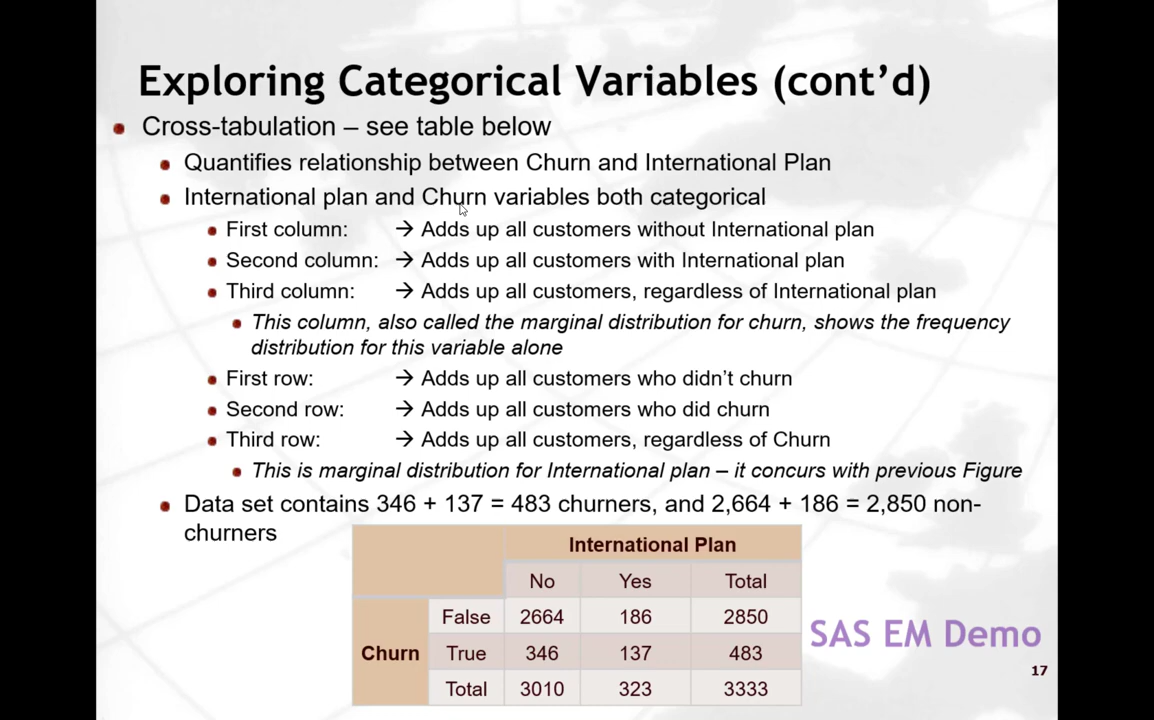 Exploring Categorical Variables (cont’d)
Cross-tabulation – see table below
Quantifies relationship between Churn and International Plan
International plan and Churn variables both categorical
First column: → Adds up all customers without International plan
Second column: → Adds up all customers with International plan
Third column: → Adds up all customers, regardless of International plan
This column, also called the marginal distribution for churn, shows the frequency
distribution for this variable alone
First row: → Adds up all customers who didn’t churn
Second row: → Adds up all customers who did churn
Third row: → Adds up all customers, regardless of Churn
This is marginal distribution for International plan – it concurs with previous Figure
Data set contains 346 + 137 = 483 churners, and 2,664 + 186 = 2,850 non-
churners
International Plan
No Yes Total
False 2664 186 2850
Churn True 346 137 483
Total 3010 323 3333
SAS EM Demo
17